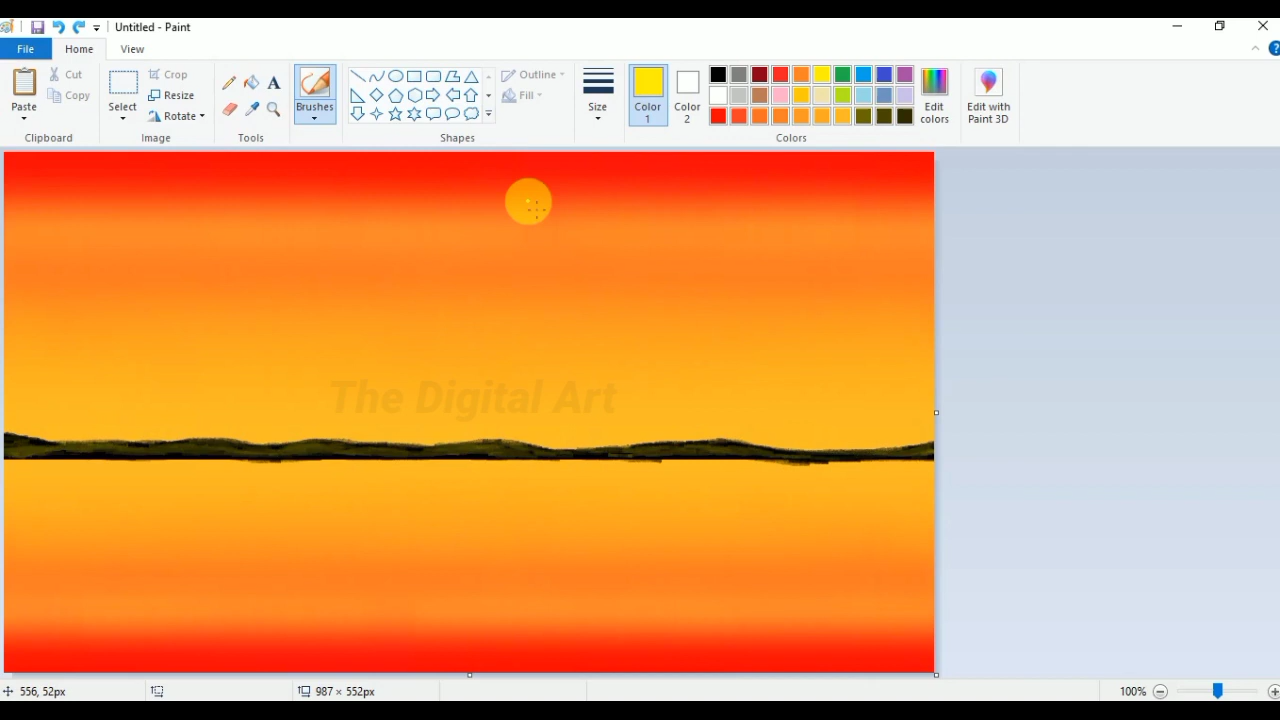 Untitled - Paint
File Home View
Paste
Cut
Copy
Clipboard
Select
Crop
Resize
Rotate
Image
Tools
Brushes
Shapes
Outline
Fill
Size
Color 1
Color 2
Edit colors
Colors
Edit with Paint 3D
The Digital Art
556, 52px
987 × 552px
100%